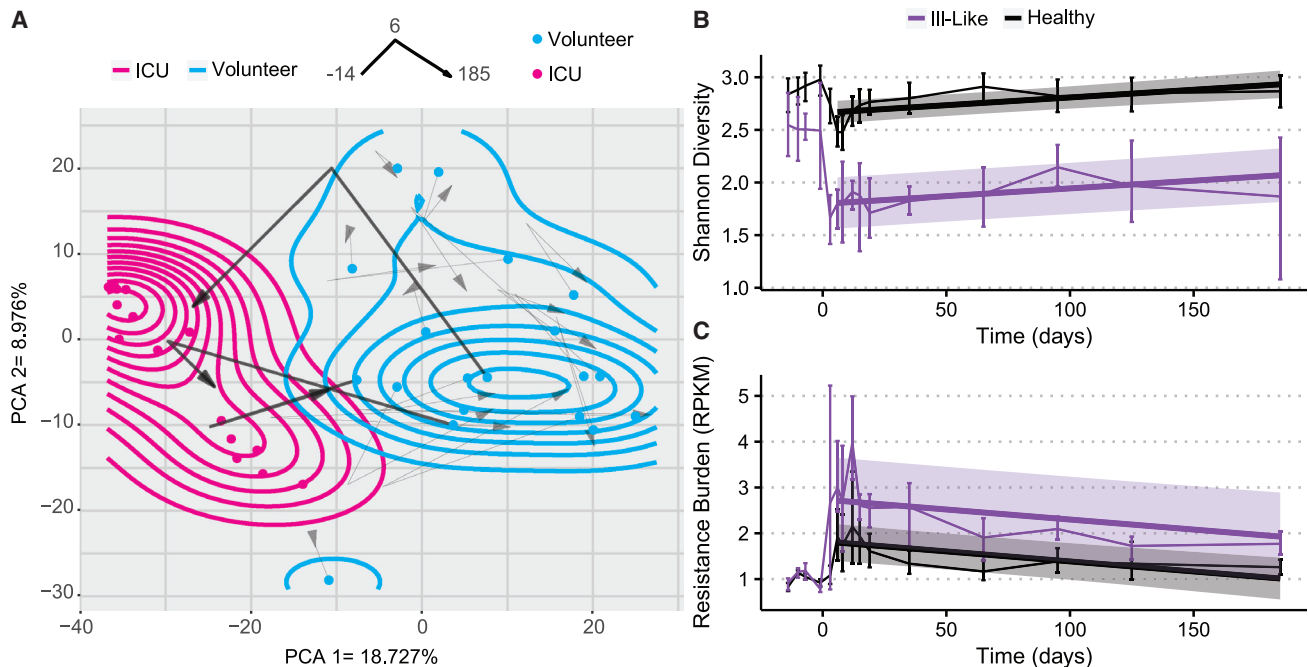 A
6
-14
185
ICU
Volunteer
Volunteer
ICU
PCA 2= 8.976%
20
10
0
−10
−20
−30
−40
−20
0
20
PCA 1= 18.727%
B
Ill-Like
Healthy
Shannon Diversity
3.0
2.5
2.0
1.5
1.0
0
50
100
150
Time (days)
C
Resistance Burden (RPKM)
5
4
3
2
1
0
50
100
150
Time (days)